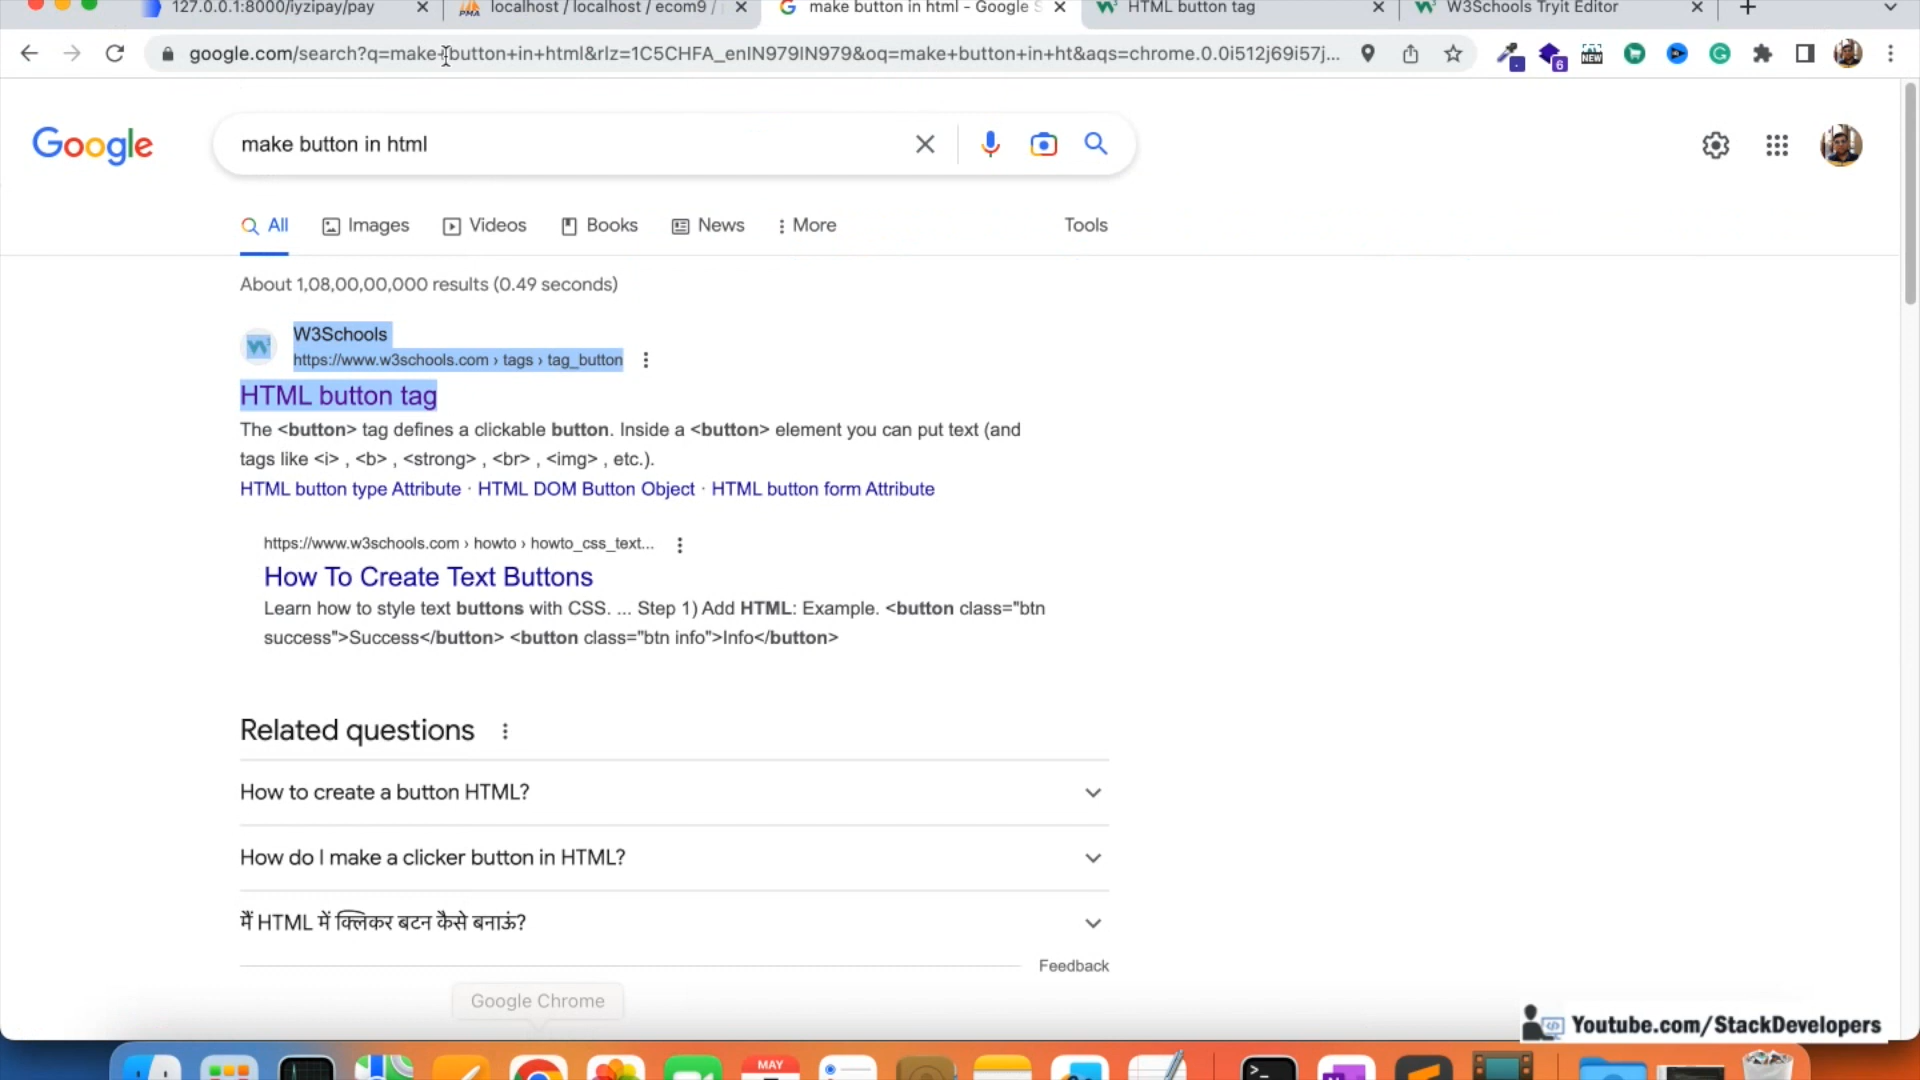 127.0.0.1:8000/iyzipay/pay
localhost / localhost / ecom9 /
make button in html - Google S
HTML button tag
W3Schools Tryit Editor
google.com/search?q=make+button+in+html&rlz=1C5CHFA_enIN979IN979&oq=make+button+in+ht&aqs=chrome.0.0i512j69i57j...
6
NEW
Google
make button in html
All
Images
Videos
Books
News
More
Tools
About 1,08,00,00,000 results (0.49 seconds)
W3Schools
https://www.w3schools.com › tags › tag_button
HTML button tag
The <button> tag defines a clickable button. Inside a <button> element you can put text (and
tags like <i> , <b> , <strong> , <br> , <img> , etc.).
HTML button type Attribute · HTML DOM Button Object · HTML button form Attribute
https://www.w3schools.com › howto › howto_css_text...
How To Create Text Buttons
Learn how to style text buttons with CSS. ... Step 1) Add HTML: Example. <button class="btn
success">Success</button> <button class="btn info">Info</button>
Related questions
How to create a button HTML?
How do I make a clicker button in HTML?
मैं HTML में क्लिकर बटन कैसे बनाऊं?
Feedback
Google Chrome
Youtube.com/StackDevelopers
MAY